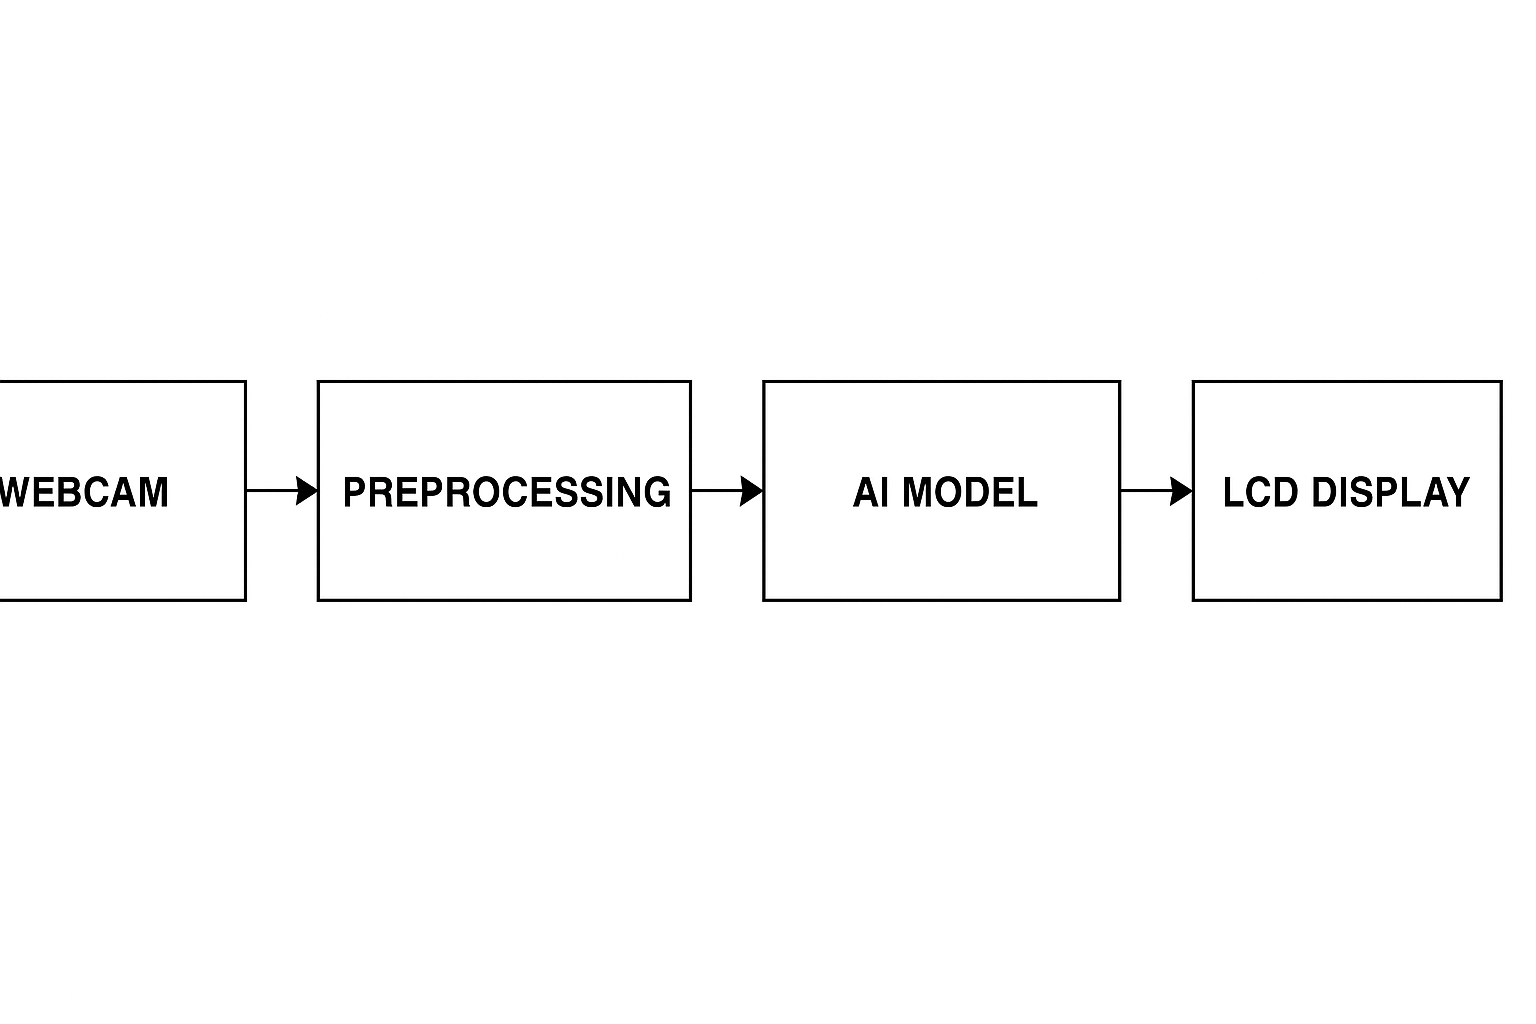 WEBCAM
PREPROCESSING
AI MODEL
LCD DISPLAY